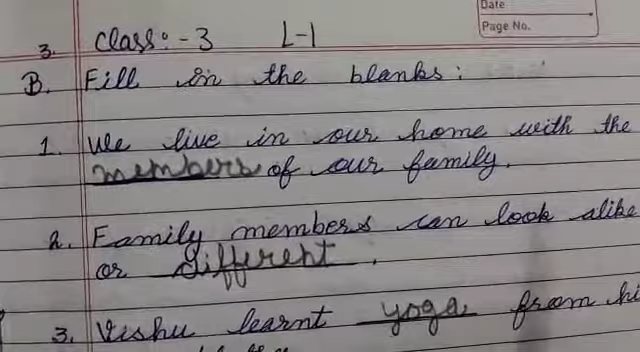 Date
Page No.
3. Class: - 3 L-1
B. Fill in the blanks:
1. We live in our home with the
members of our family.
2. Family members can look alike
or different.
3. Vishu learnt yoga from hi